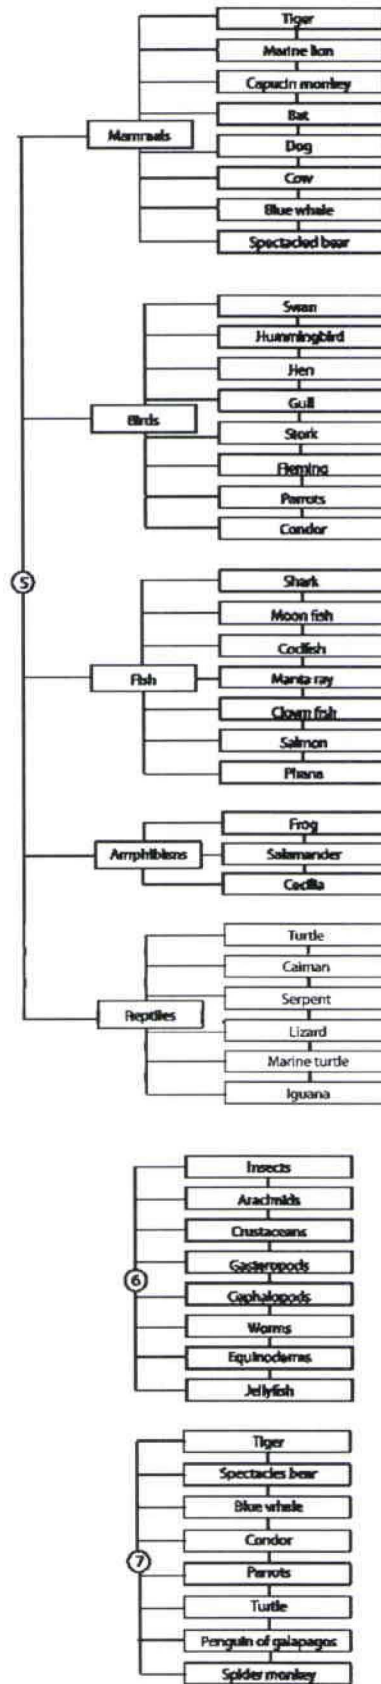 Tiger
Marine lion
Capucin monkey
Bat
Mammals
Dog
Cow
Blue whale
Spectacled bear
Swan
Hummingbird
Hen
Gull
Birds
Stork
Fleming
Parrots
Condor
5
Shark
Moon fish
Codfish
Fish
Manta ray
Clown fish
Salmon
Phana
Frog
Amphibians
Salamander
Cecilia
Turtle
Caiman
Serpent
Reptiles
Lizard
Marine turtle
Iguana
Insects
Arachnids
Crustaceans
Gasteropods
6
Cephalopods
Worms
Equinoderms
Jellyfish
Tiger
Spectacles bear
Blue whale
Condor
7
Parrots
Turtle
Penguin of galapagos
Spider monkey